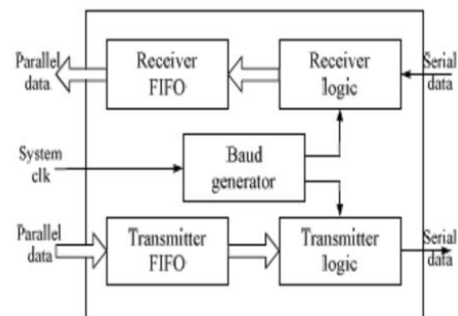 Parallel
data
Receiver
FIFO
Receiver
logic
Serial
data
System
clk
Baud
generator
Parallel
data
Transmitter
FIFO
Transmitter
logic
Serial
data